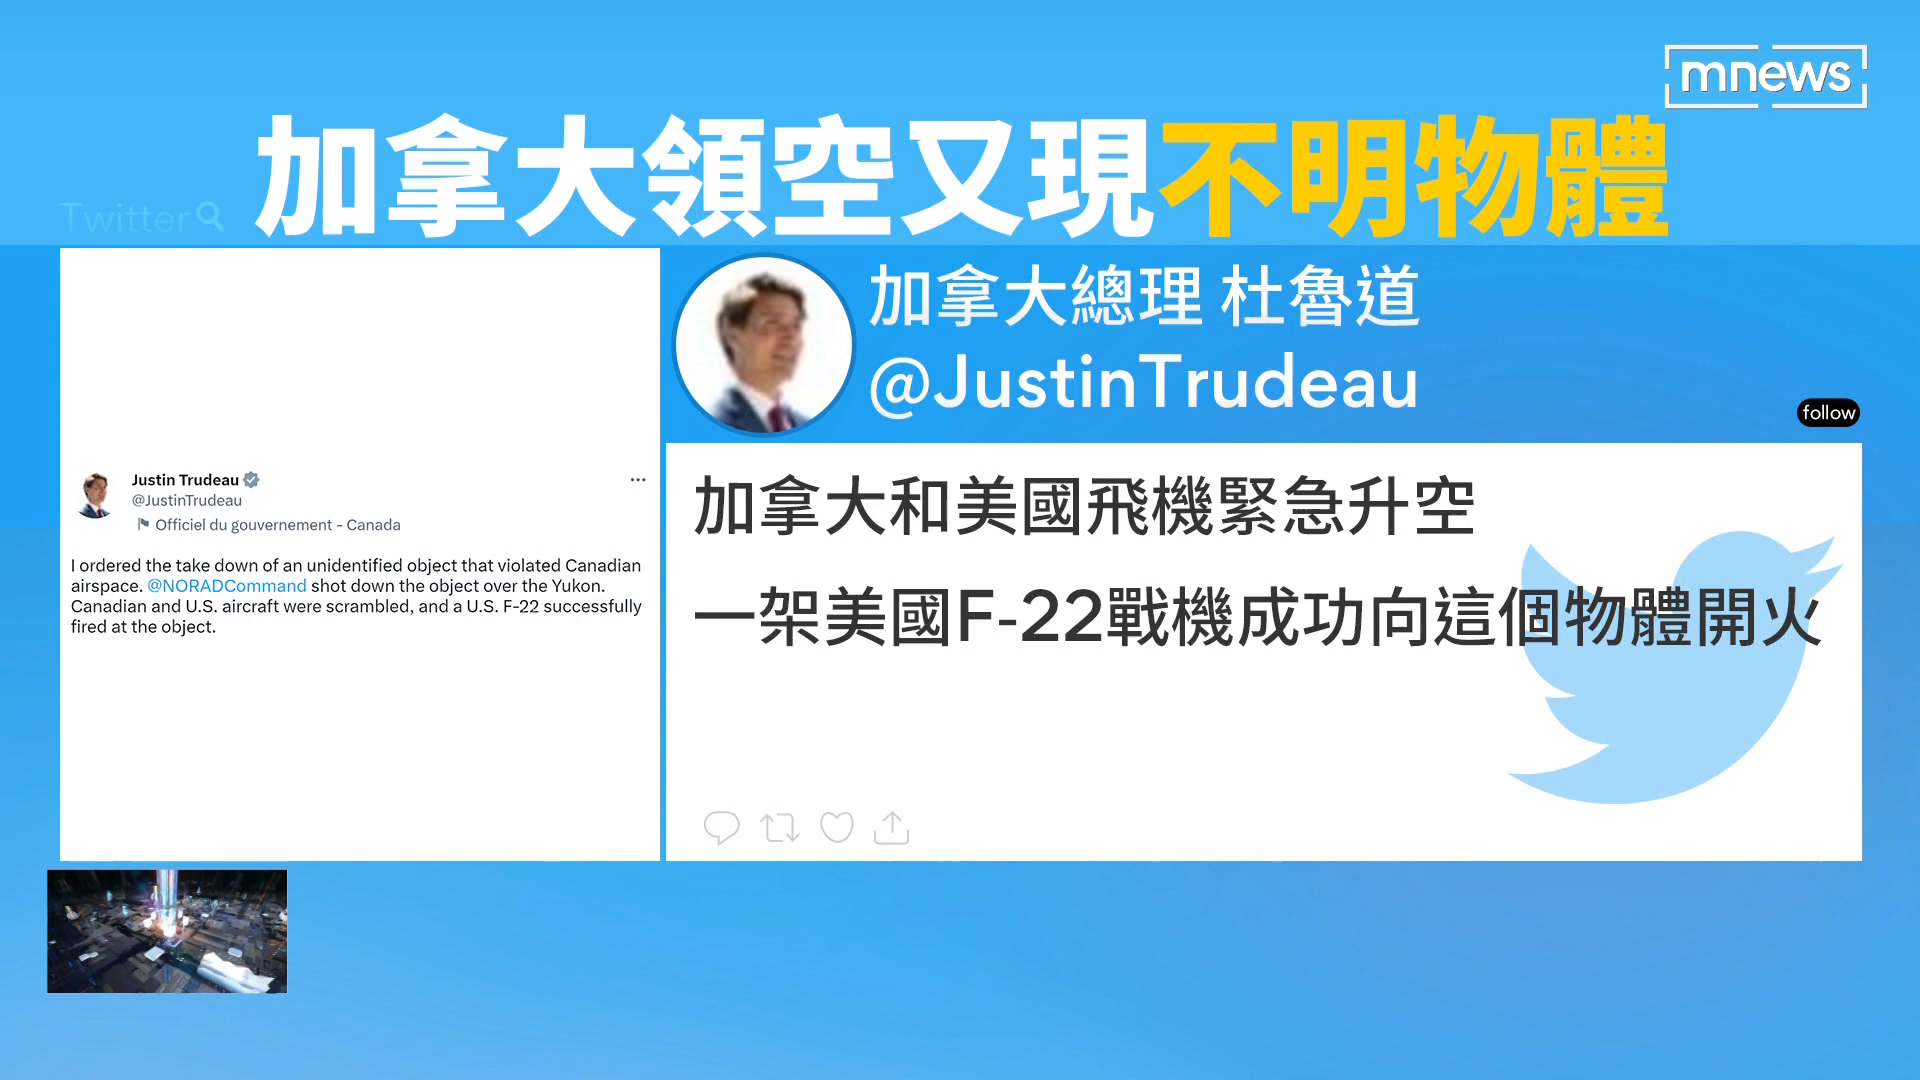 mnews
加拿大領空又現不明物體
Twitter
加拿大總理 杜魯道
@JustinTrudeau
follow
Justin Trudeau
@JustinTrudeau
Officiel du gouvernement - Canada
I ordered the take down of an unidentified object that violated Canadian
airspace. @NORADCommand shot down the object over the Yukon.
Canadian and U.S. aircraft were scrambled, and a U.S. F-22 successfully
fired at the object.
加拿大和美國飛機緊急升空
一架美國F-22戰機成功向這個物體開火